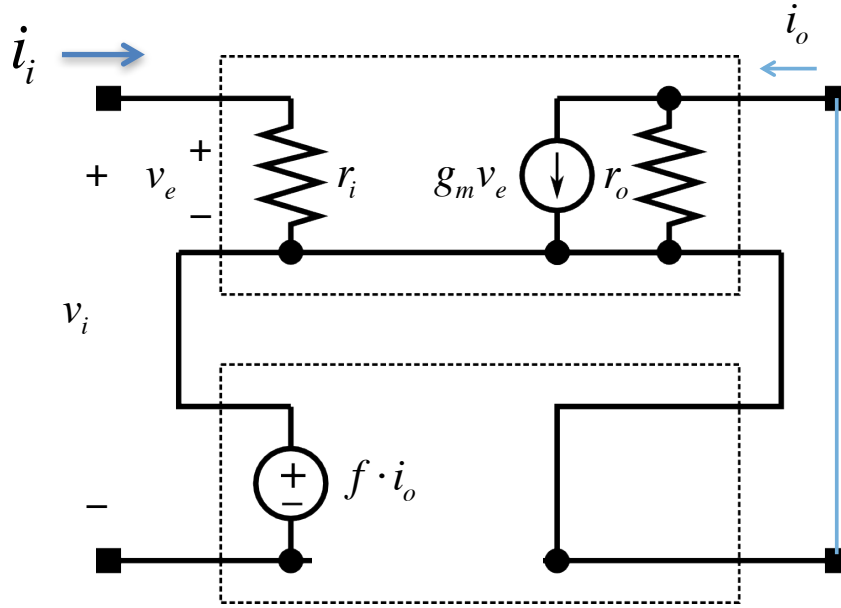 i_i
i_o
+
v_e
+
−
r_i
g_m v_e
r_o
v_i
+
−
f · i_o
−